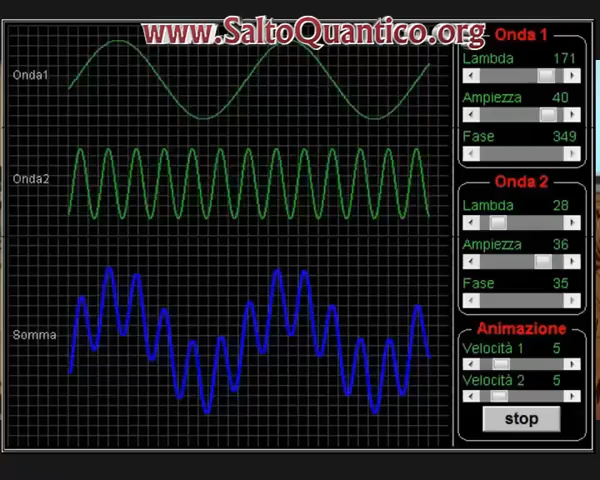 www.SaltoQuantico.org
Onda1
Onda2
Somma
Onda 1
Lambda 171
Ampiezza 40
Fase 349
Onda 2
Lambda 28
Ampiezza 36
Fase 35
Animazione
Velocità 1 5
Velocità 2 5
stop